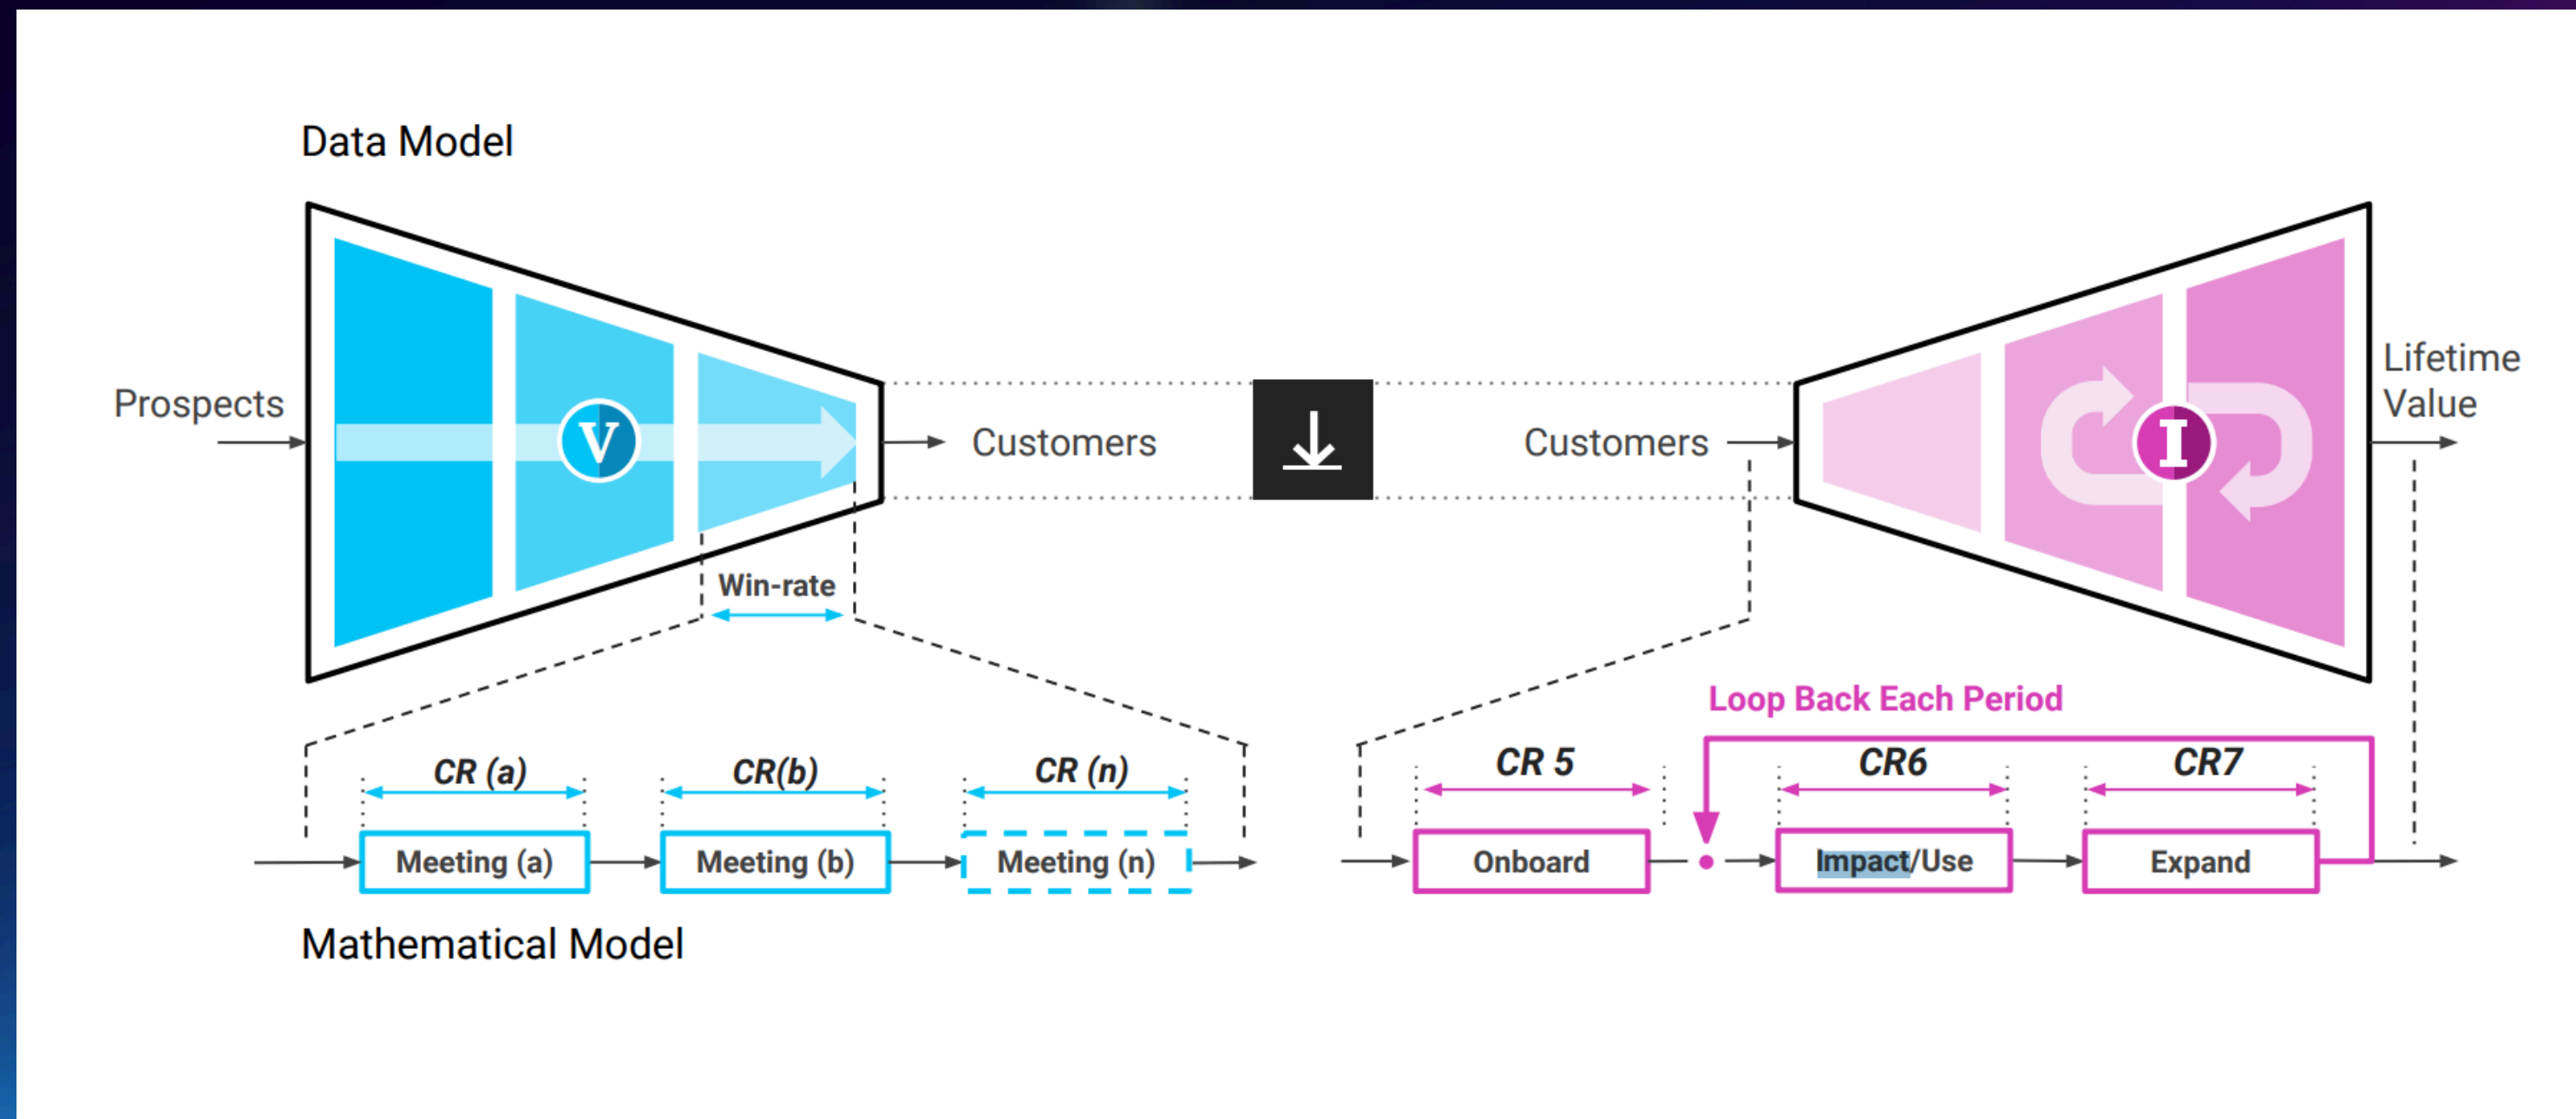 Data Model
Prospects
V
Customers
Customers
I
Lifetime
Value
Win-rate
Loop Back Each Period
CR (a)
CR(b)
CR (n)
CR 5
CR6
CR7
Meeting (a)
Meeting (b)
Meeting (n)
Onboard
Impact/Use
Expand
Mathematical Model